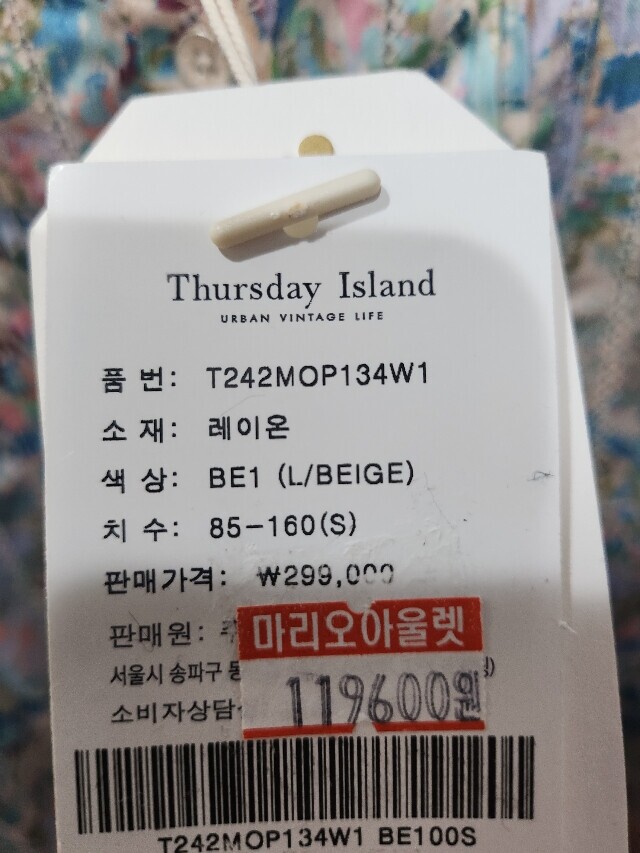 Thursday Island
URBAN VINTAGE LIFE
품 번: T242MOP134W1
소 재: 레이온
색 상: BE1 (L/BEIGE)
치 수: 85-160(S)
판매가격: ₩299,000
판매원:
마리오아울렛
서울시 송파구
119600원
소비자상담
T242MOP134W1 BE100S